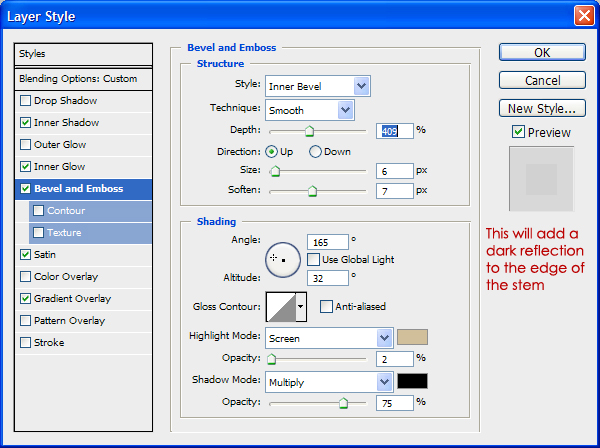 Layer Style
Styles
Blending Options: Custom
Drop Shadow
Inner Shadow
Outer Glow
Inner Glow
Bevel and Emboss
Contour
Texture
Satin
Color Overlay
Gradient Overlay
Pattern Overlay
Stroke
Bevel and Emboss
Structure
Style: Inner Bevel
Technique: Smooth
Depth: 409 %
Direction: Up Down
Size: 6 px
Soften: 7 px
Shading
Angle: 165 °
Use Global Light
Altitude: 32 °
Gloss Contour: Anti-aliased
Highlight Mode: Screen
Opacity: 2 %
Shadow Mode: Multiply
Opacity: 75 %
OK
Cancel
New Style...
Preview
This will add a
dark reflection
to the edge of
the stem